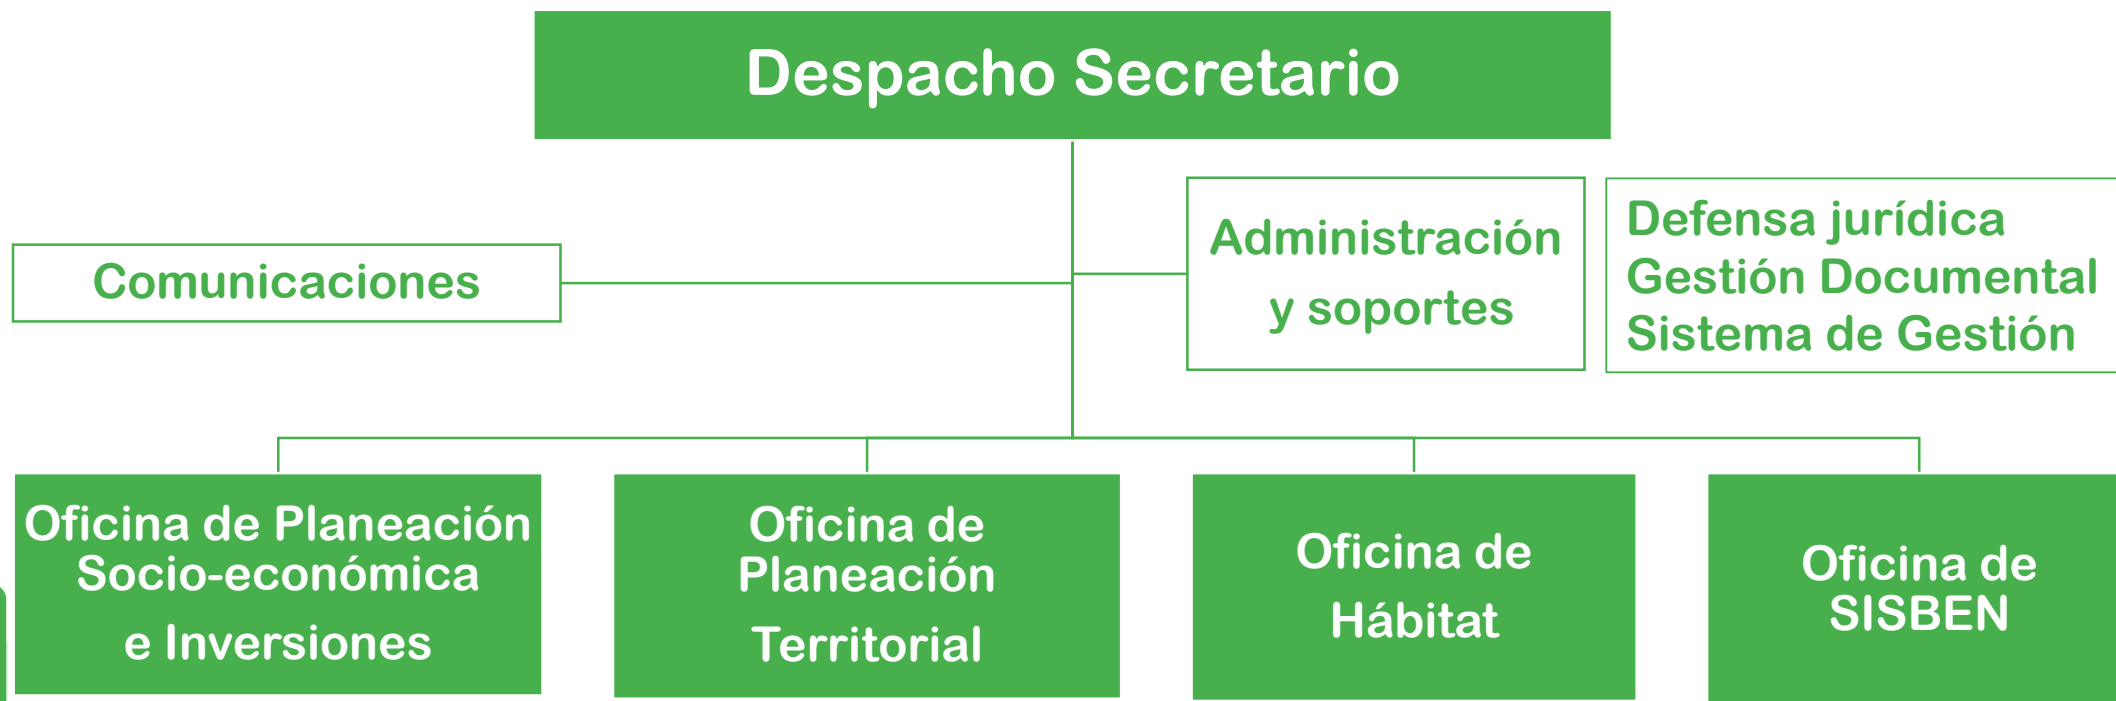 Despacho Secretario
Comunicaciones
Administración
y soportes
Defensa jurídica
Gestión Documental
Sistema de Gestión
Oficina de Planeación
Socio-económica
e Inversiones
Oficina de
Planeación
Territorial
Oficina de
Hábitat
Oficina de
SISBEN